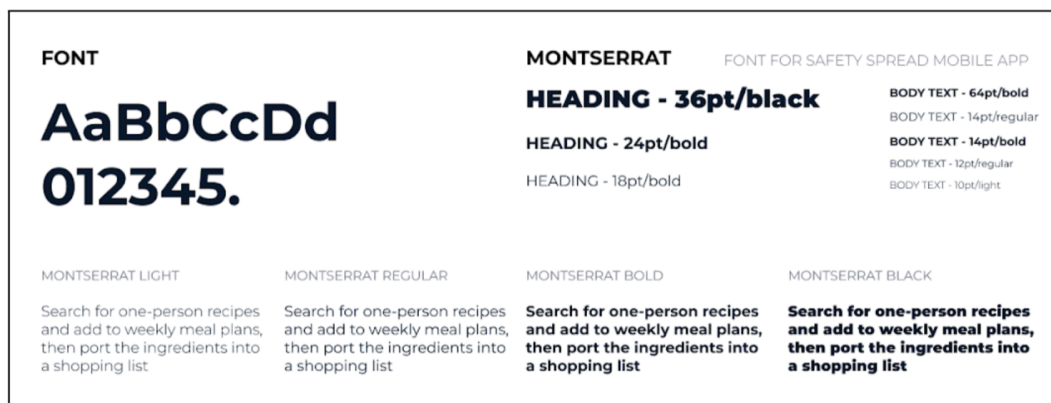 FONT
AaBbCcDd
012345.
MONTSERRAT
FONT FOR SAFETY SPREAD MOBILE APP
HEADING - 36pt/black
HEADING - 24pt/bold
HEADING - 18pt/bold
BODY TEXT - 64pt/bold
BODY TEXT - 14pt/regular
BODY TEXT - 14pt/bold
BODY TEXT - 12pt/regular
BODY TEXT - 10pt/light
MONTSERRAT LIGHT
Search for one-person recipes
and add to weekly meal plans,
then port the ingredients into
a shopping list
MONTSERRAT REGULAR
Search for one-person recipes
and add to weekly meal plans,
then port the ingredients into
a shopping list
MONTSERRAT BOLD
Search for one-person recipes
and add to weekly meal plans,
then port the ingredients into
a shopping list
MONTSERRAT BLACK
Search for one-person recipes
and add to weekly meal plans,
then port the ingredients into
a shopping list